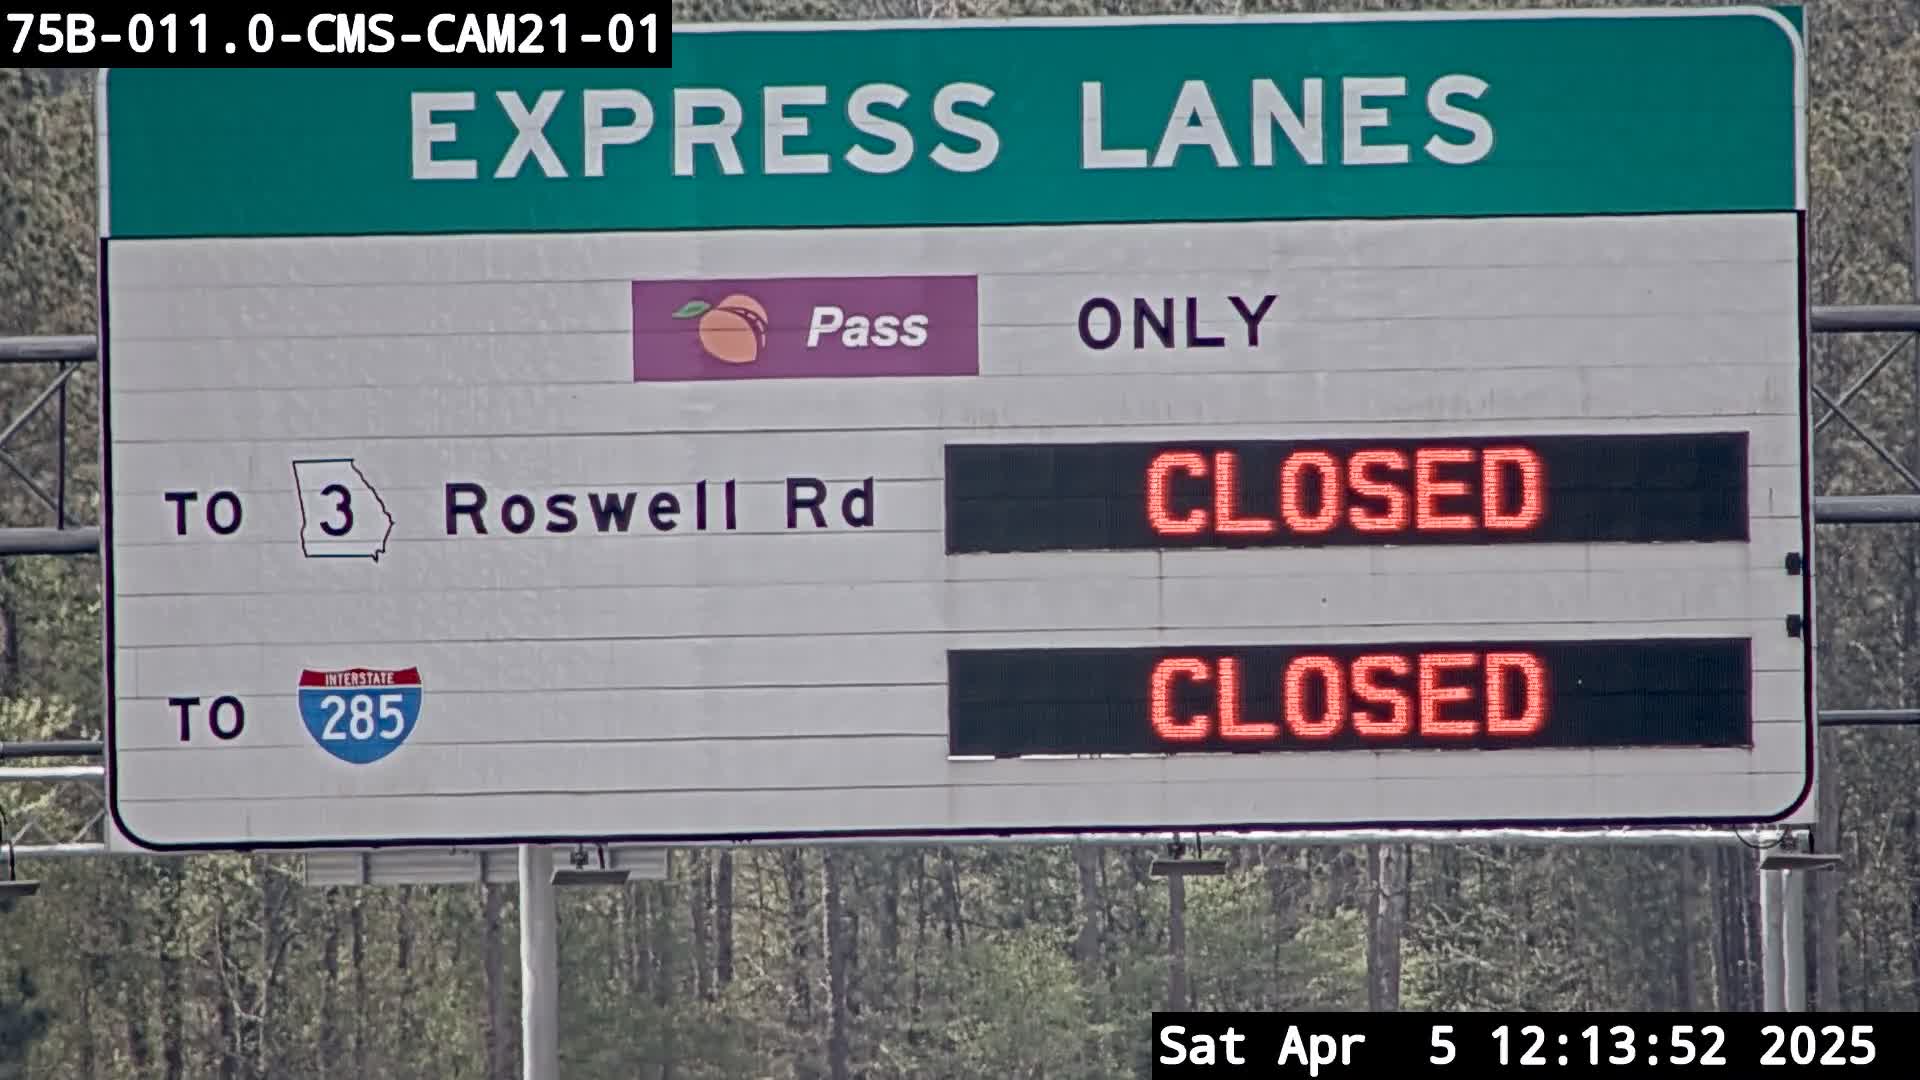 75B-011.0-CMS-CAM21-01
EXPRESS LANES
Pass ONLY
TO 3 Roswell Rd CLOSED
TO INTERSTATE 285 CLOSED
Sat Apr 5 12:13:52 2025